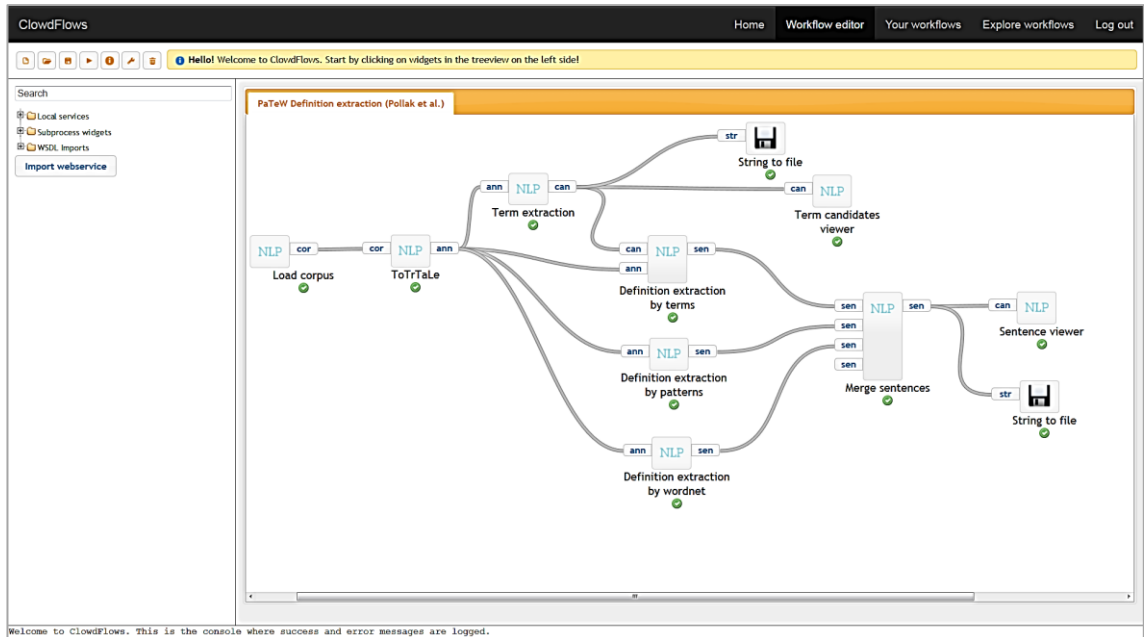 ClowdFlows
Home Workflow editor Your workflows Explore workflows Log out
Hello! Welcome to ClowdFlows. Start by clicking on widgets in the treeview on the left side!
Search
Local services
Subprocess widgets
WSDL Imports
Import webservice
PaTeW Definition extraction (Pollak et al.)
str
String to file
ann NLP can
Term extraction
can NLP
Term candidates
viewer
NLP cor
Load corpus
cor NLP ann
ToTrTaLe
can NLP sen
ann
Definition extraction
by terms
ann NLP sen
Definition extraction
by patterns
ann NLP sen
Definition extraction
by wordnet
sen NLP sen
sen
sen
sen
Merge sentences
can NLP
Sentence viewer
str
String to file
Welcome to ClowdFlows. This is the console where success and error messages are logged.